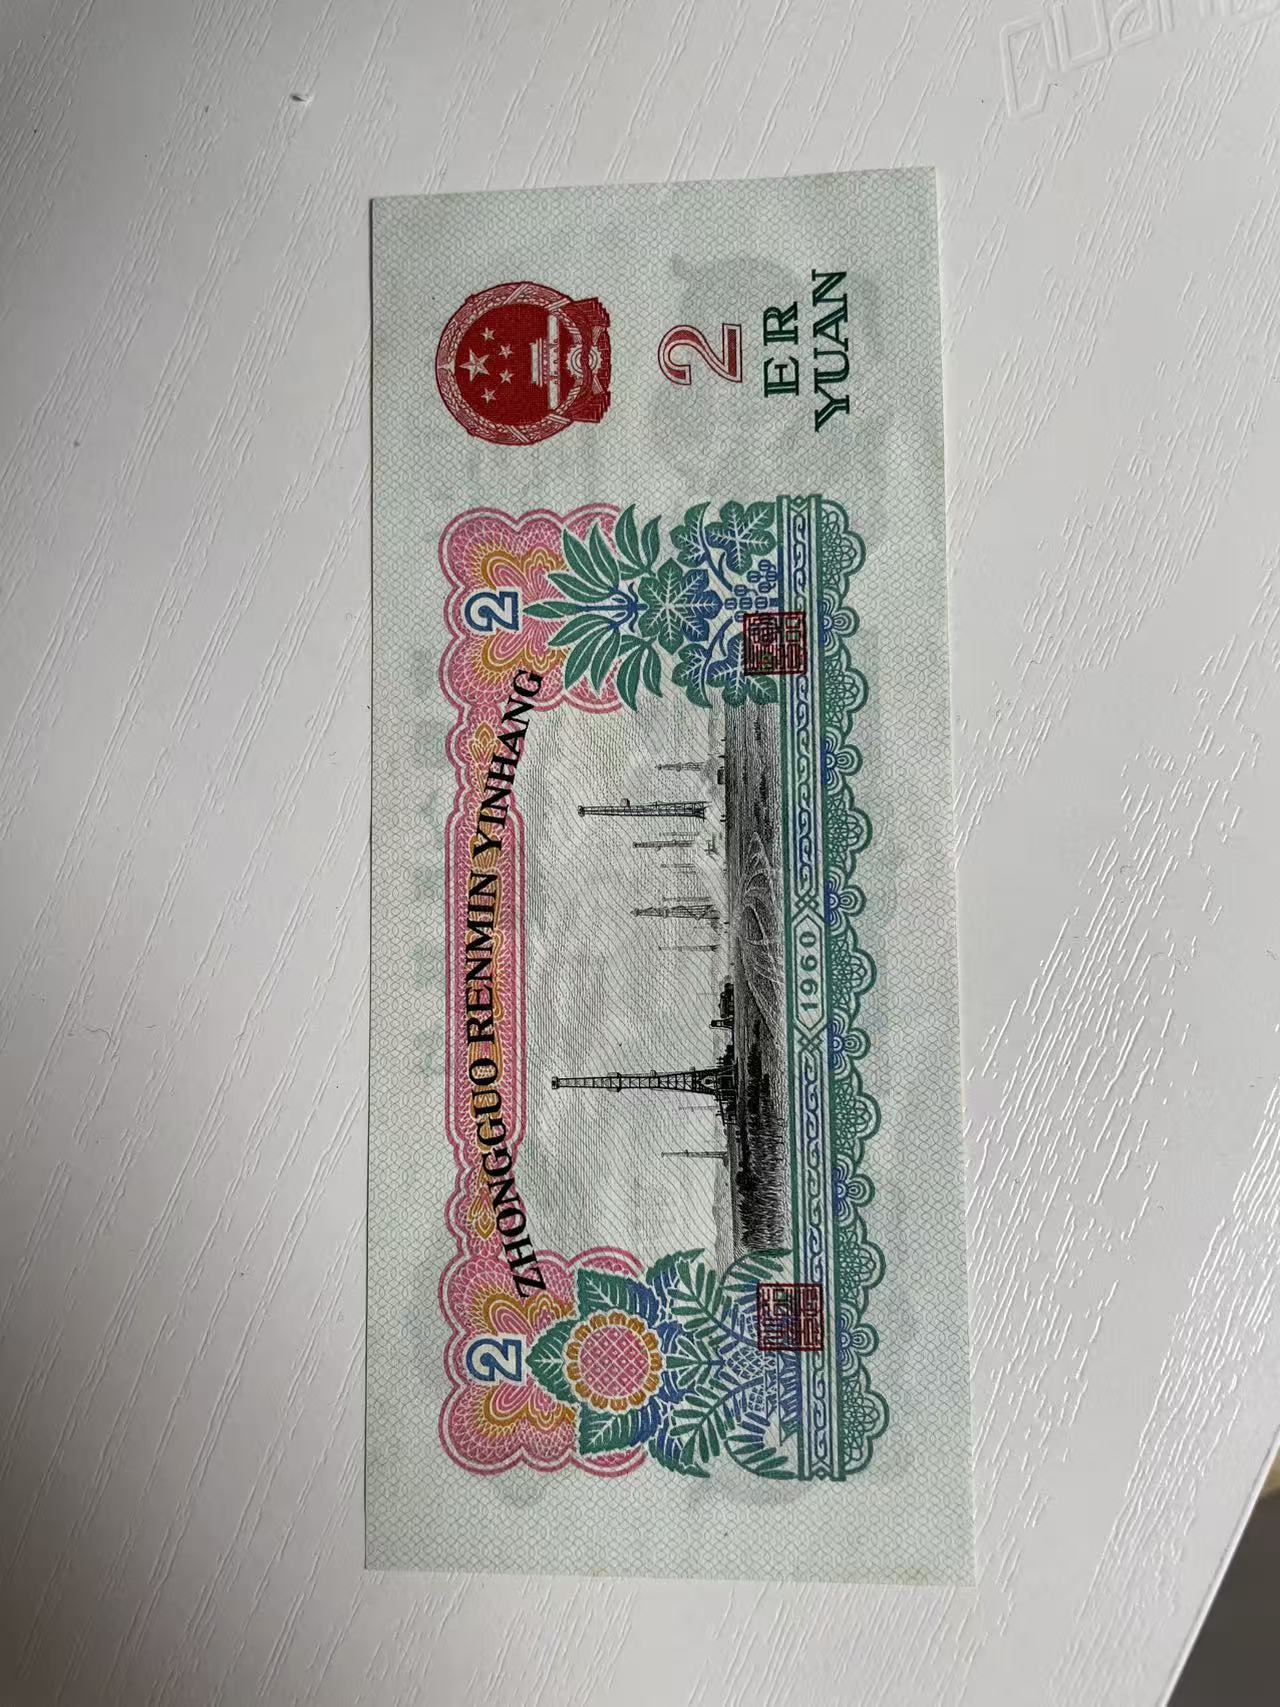 ZHONGGUO RENMIN YINHANG
2
2
2
ER
YUAN
1960